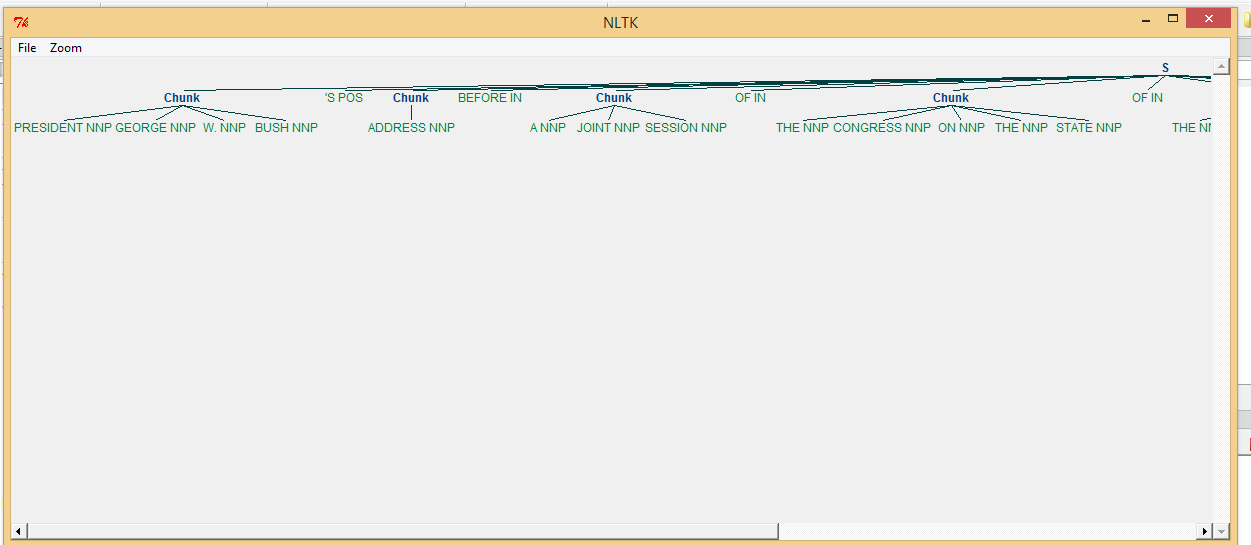 NLTK
File Zoom
S
Chunk 'S POS Chunk BEFORE IN Chunk OF IN Chunk OF IN
PRESIDENT NNP GEORGE NNP W. NNP BUSH NNP ADDRESS NNP A NNP JOINT NNP SESSION NNP THE NNP CONGRESS NNP ON NNP THE NNP STATE NNP THE